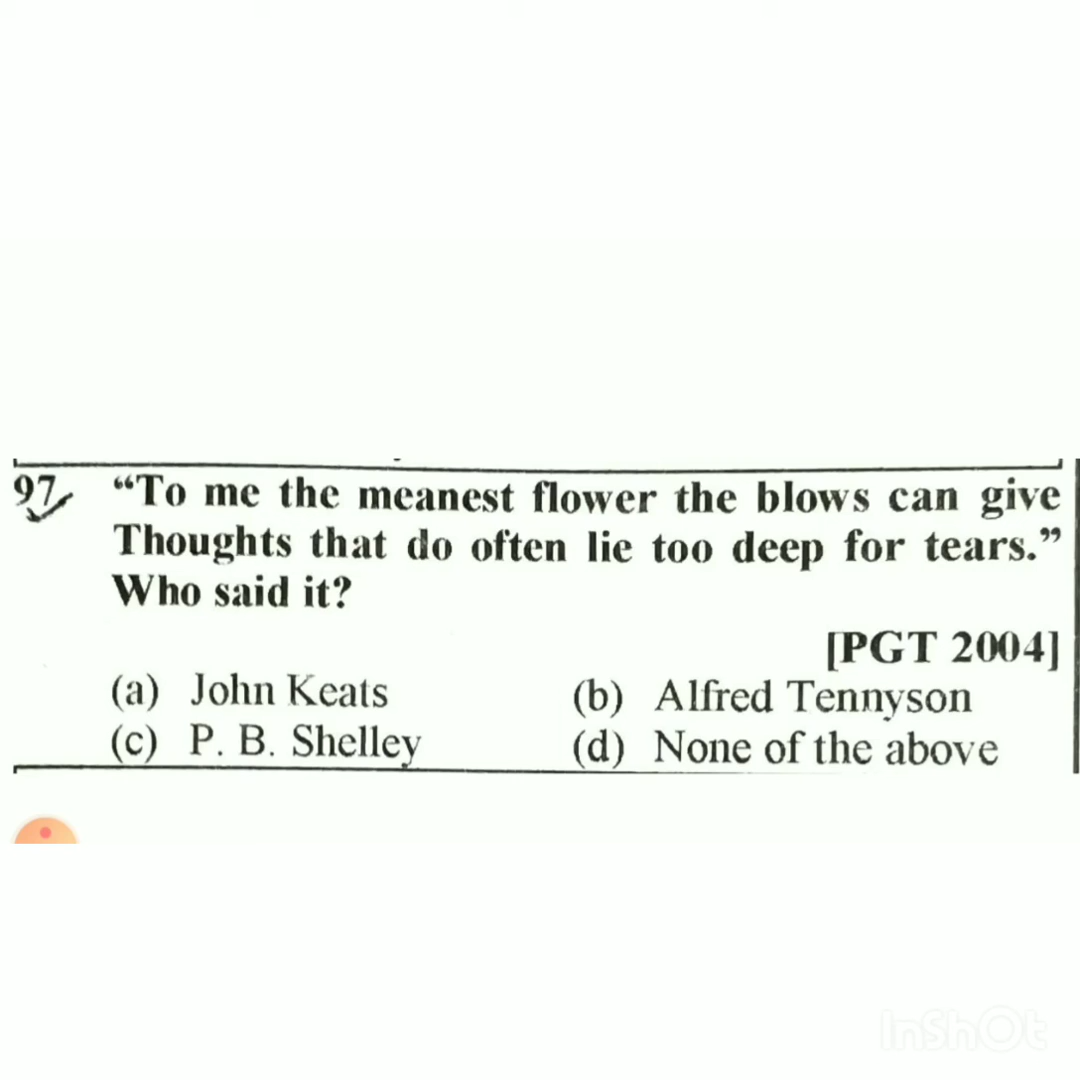 97. "To me the meanest flower the blows can give
Thoughts that do often lie too deep for tears."
Who said it?
[PGT 2004]
(a) John Keats (b) Alfred Tennyson
(c) P. B. Shelley (d) None of the above
InShOt